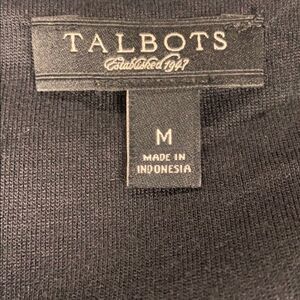 TALBOTS
Established 1947
M
MADE IN
INDONESIA